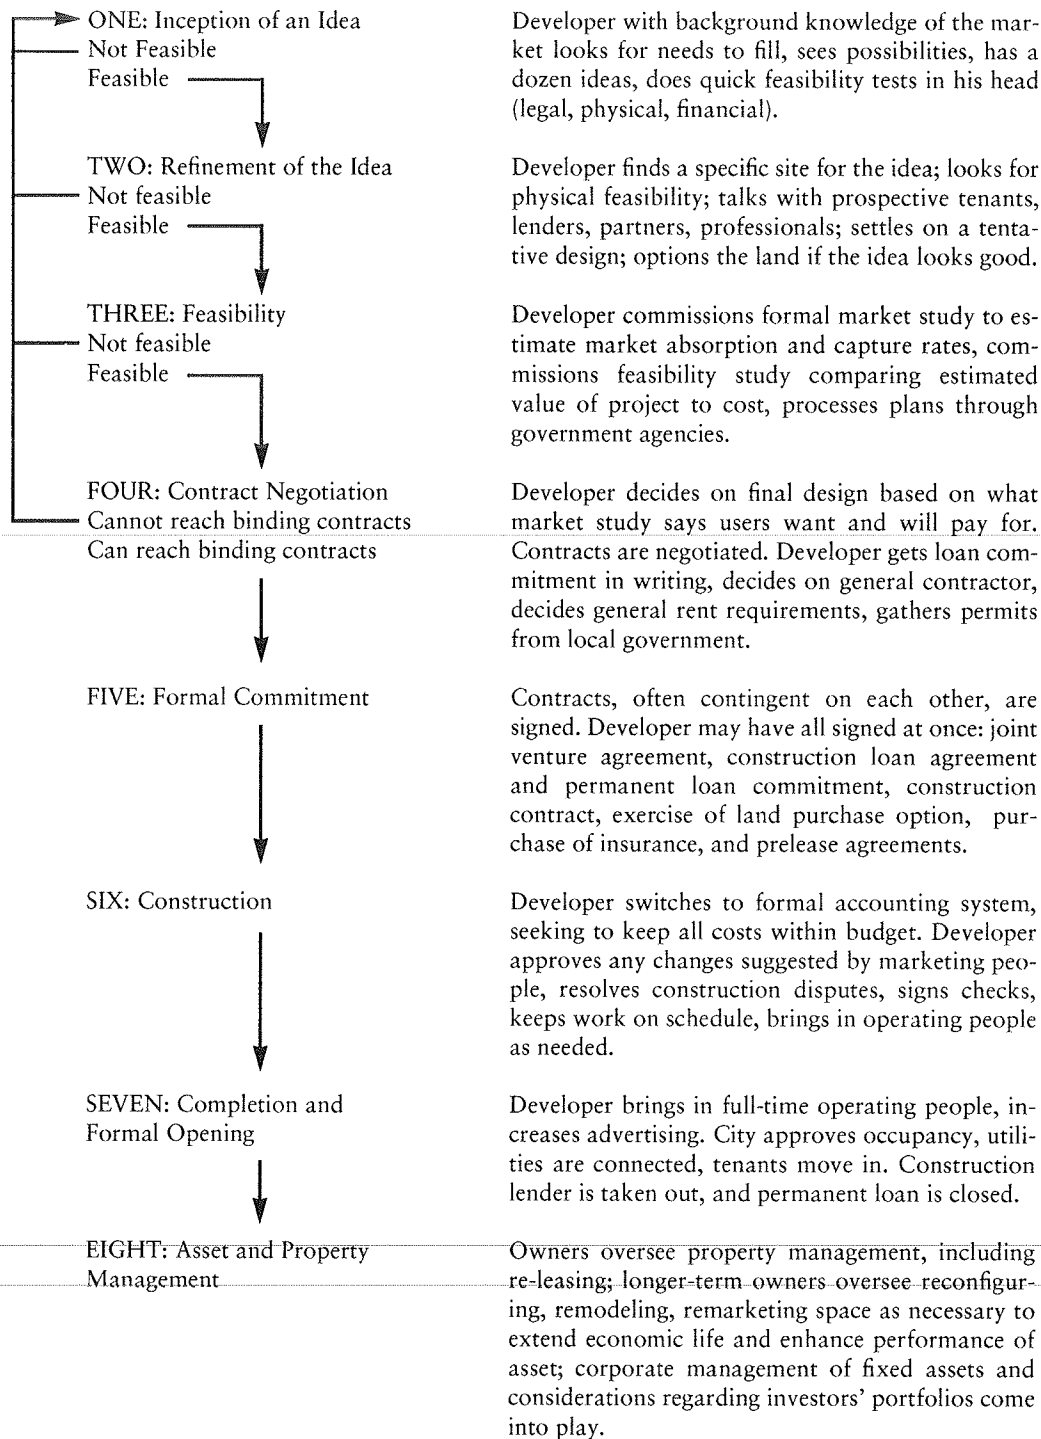 ONE: Inception of an Idea
Not Feasible
Feasible
Developer with background knowledge of the mar-
ket looks for needs to fill, sees possibilities, has a
dozen ideas, does quick feasibility tests in his head
(legal, physical, financial).
TWO: Refinement of the Idea
Not feasible
Feasible
Developer finds a specific site for the idea; looks for
physical feasibility; talks with prospective tenants,
lenders, partners, professionals; settles on a tenta-
tive design; options the land if the idea looks good.
THREE: Feasibility
Not feasible
Feasible
Developer commissions formal market study to es-
timate market absorption and capture rates, com-
missions feasibility study comparing estimated
value of project to cost, processes plans through
government agencies.
FOUR: Contract Negotiation
Cannot reach binding contracts
Can reach binding contracts
Developer decides on final design based on what
market study says users want and will pay for.
Contracts are negotiated. Developer gets loan com-
mitment in writing, decides on general contractor,
decides general rent requirements, gathers permits
from local government.
FIVE: Formal Commitment
Contracts, often contingent on each other, are
signed. Developer may have all signed at once: joint
venture agreement, construction loan agreement
and permanent loan commitment, construction
contract, exercise of land purchase option, pur-
chase of insurance, and prelease agreements.
SIX: Construction
Developer switches to formal accounting system,
seeking to keep all costs within budget. Developer
approves any changes suggested by marketing peo-
ple, resolves construction disputes, signs checks,
keeps work on schedule, brings in operating people
as needed.
SEVEN: Completion and
Formal Opening
Developer brings in full-time operating people, in-
creases advertising. City approves occupancy, utili-
ties are connected, tenants move in. Construction
lender is taken out, and permanent loan is closed.
EIGHT: Asset and Property
Management
Owners oversee property management, including
re-leasing; longer-term owners oversee reconfigur-
ing, remodeling, remarketing space as necessary to
extend economic life and enhance performance of
asset; corporate management of fixed assets and
considerations regarding investors' portfolios come
into play.